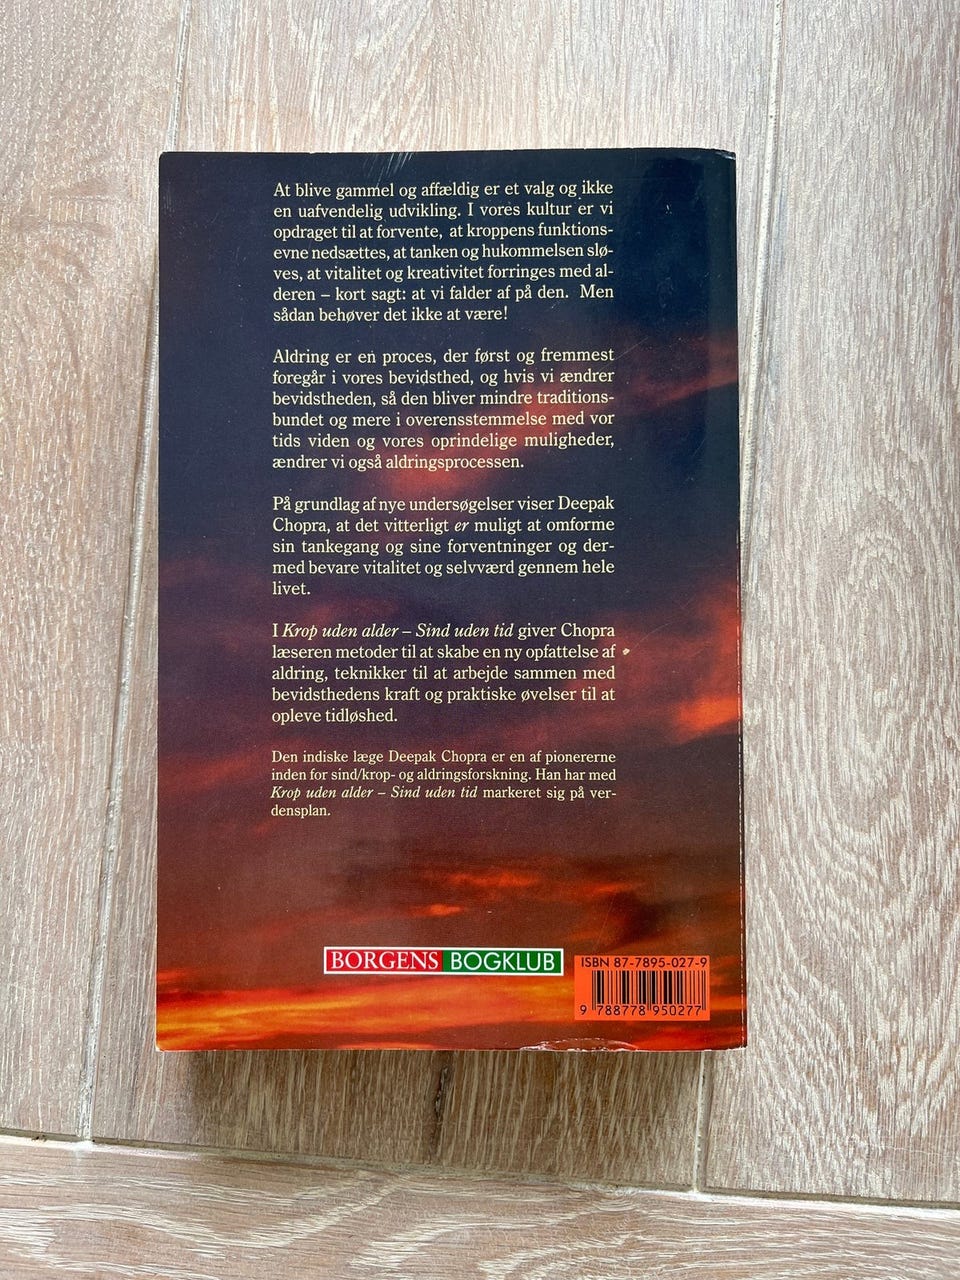 At blive gammel og affældig er et valg og ikke
en uafvendelig udvikling. I vores kultur er vi
opdraget til at forvente, at kroppens funktions-
evne nedsættes, at tanken og hukommelsen slø-
ves, at vitalitet og kreativitet forringes med al-
deren – kort sagt: at vi falder af på den. Men
sådan behøver det ikke at være!
Aldring er en proces, der først og fremmest
foregår i vores bevidsthed, og hvis vi ændrer
bevidstheden, så den bliver mindre traditions-
bundet og mere i overensstemmelse med vor
tids viden og vores oprindelige muligheder,
ændrer vi også aldringsprocessen.
På grundlag af nye undersøgelser viser Deepak
Chopra, at det vitterligt er muligt at omforme
sin tankegang og sine forventninger og der-
med bevare vitalitet og selvværd gennem hele
livet.
I Krop uden alder – Sind uden tid giver Chopra
læseren metoder til at skabe en ny opfattelse af
aldring, teknikker til at arbejde sammen med
bevidsthedens kraft og praktiske øvelser til at
opleve tidløshed.
Den indiske læge Deepak Chopra er en af pionererne
inden for sind/krop- og aldringsforskning. Han har med
Krop uden alder – Sind uden tid markeret sig på ver-
densplan.
BORGENS BOGKLUB
ISBN 87-7895-027-9
9 788778 950277